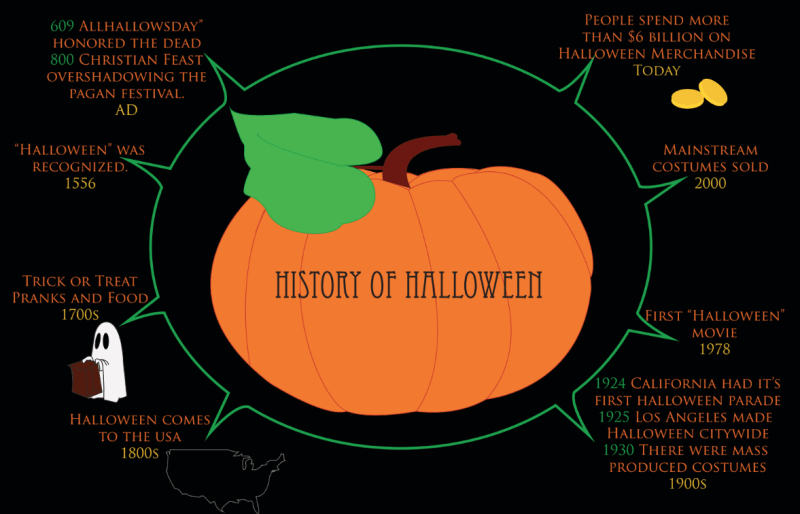 609 Allhallowsday”
honored the dead
800 Christian Feast
overshadowing the
pagan festival.
AD
“Halloween” was
recognized.
1556
Trick or Treat
Pranks and Food
1700s
Halloween comes
to the usa
1800s
History of Halloween
People spend more
than $6 billion on
Halloween Merchandise
Today
Mainstream
costumes sold
2000
First “Halloween”
movie
1978
1924 California had it’s
first halloween parade
1925 Los Angeles made
Halloween citywide
1930 There were mass
produced costumes
1900s